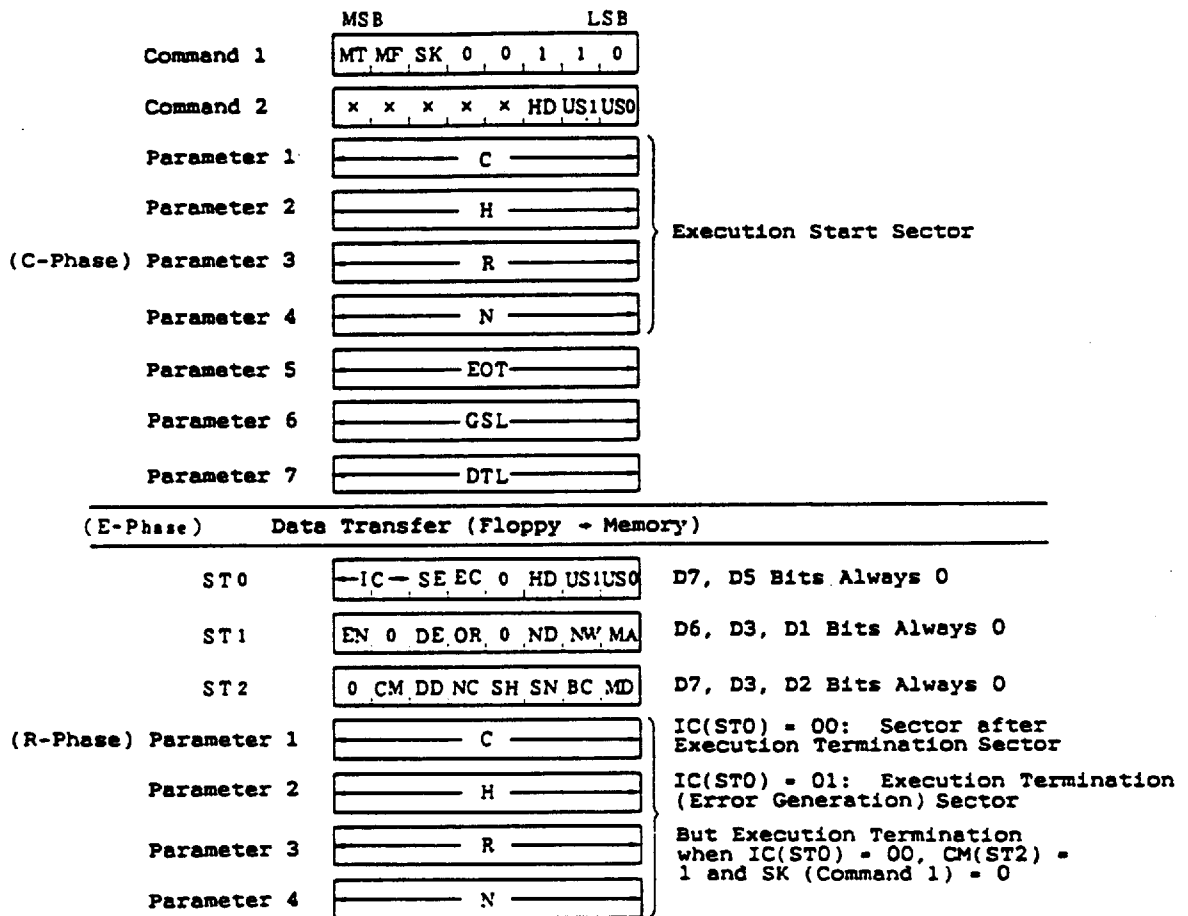 MSB LSB
Command 1 MT MF SK 0 0 1 1 0
Command 2 × × × × × HD US1 US0
Parameter 1 C
Parameter 2 H
Execution Start Sector
(C-Phase) Parameter 3 R
Parameter 4 N
Parameter 5 EOT
Parameter 6 GSL
Parameter 7 DTL
(E-Phase) Data Transfer (Floppy → Memory)
ST0 ←IC→ SE EC 0 HD US1 US0 D7, D5 Bits Always 0
ST1 EN 0 DE OR 0 ND NW MA D6, D3, D1 Bits Always 0
ST2 0 CM DD NC SH SN BC MD D7, D3, D2 Bits Always 0
(R-Phase) Parameter 1 C
IC(ST0) = 00: Sector after
Execution Termination Sector
Parameter 2 H
IC(ST0) = 01: Execution Termination
(Error Generation) Sector
Parameter 3 R
But Execution Termination
when IC(ST0) = 00, CM(ST2) =
1 and SK (Command 1) = 0
Parameter 4 N